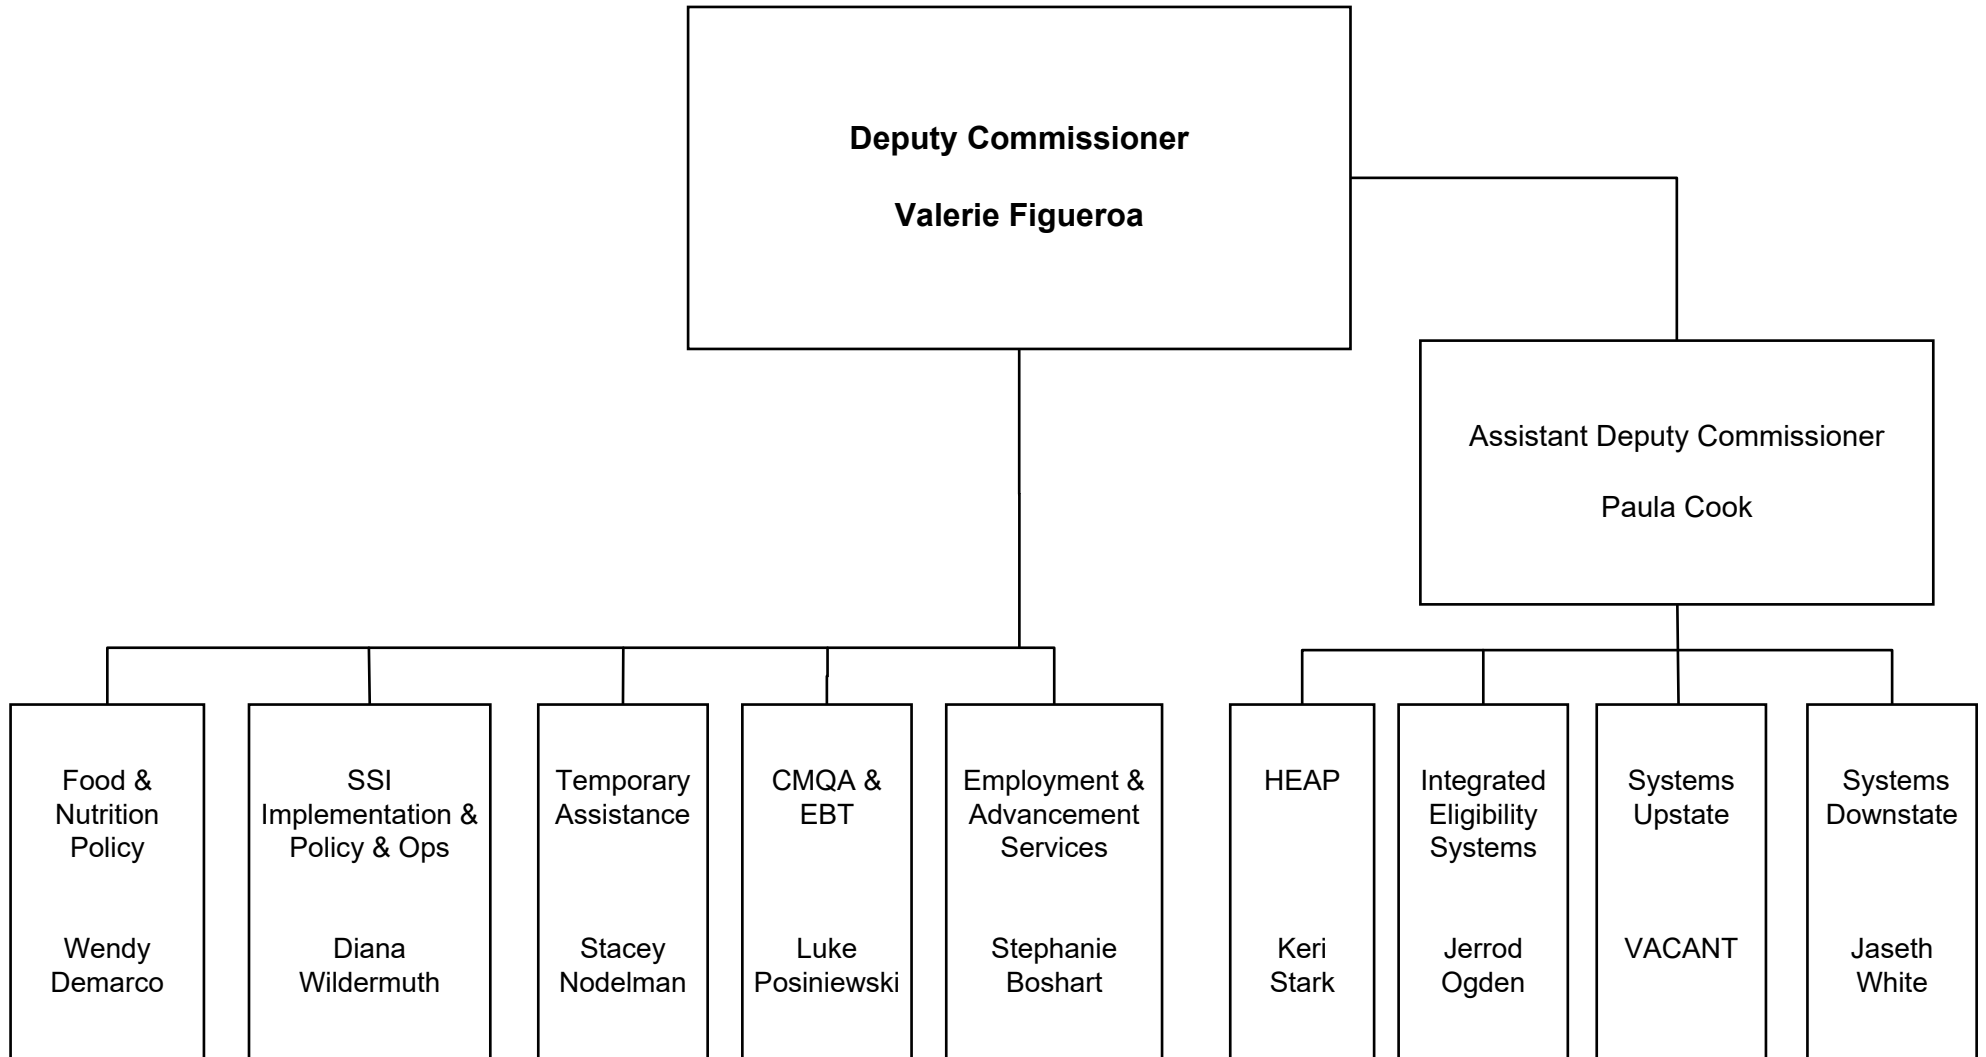 Deputy Commissioner
Valerie Figueroa
Assistant Deputy Commissioner
Paula Cook
Food &
Nutrition
Policy
Wendy
Demarco
SSI
Implementation &
Policy & Ops
Diana
Wildermuth
Temporary
Assistance
Stacey
Nodelman
CMQA &
EBT
Luke
Posiniewski
Employment &
Advancement
Services
Stephanie
Boshart
HEAP
Keri
Stark
Integrated
Eligibility
Systems
Jerrod
Ogden
Systems
Upstate
VACANT
Systems
Downstate
Jaseth
White